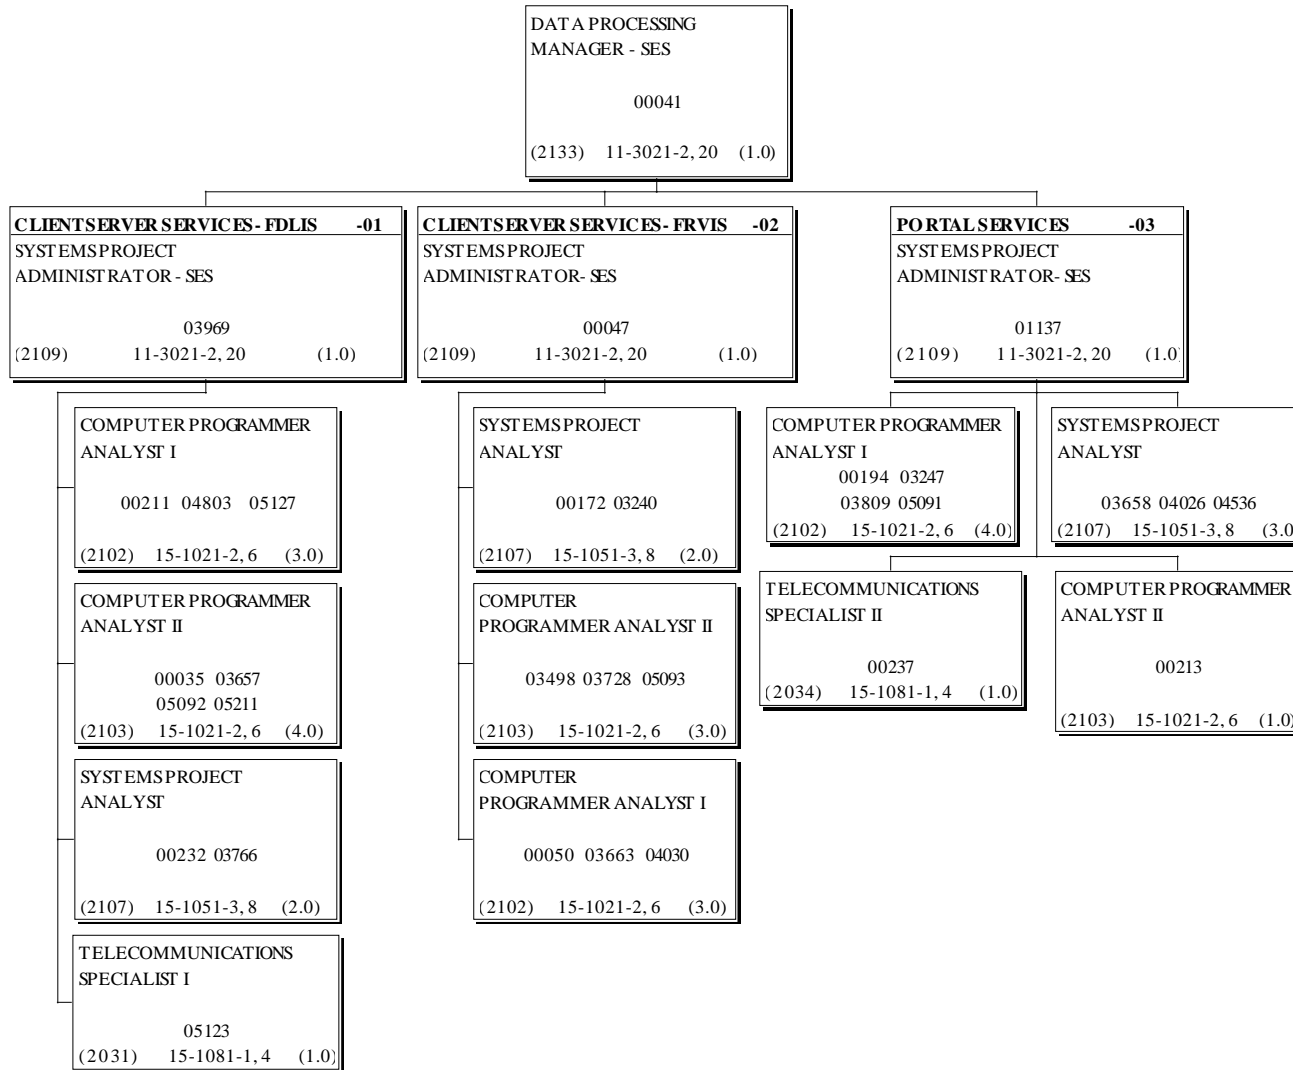 DATA PROCESSING
MANAGER - SES
00041
(2133) 11-3021-2, 20 (1.0)
CLIENT SERVER SERVICES - FDLIS -01
SYSTEMS PROJECT
ADMINISTRATOR - SES
03969
(2109) 11-3021-2, 20 (1.0)
COMPUTER PROGRAMMER
ANALYST I
00211 04803 05127
(2102) 15-1021-2, 6 (3.0)
COMPUTER PROGRAMMER
ANALYST II
00035 03657
05092 05211
(2103) 15-1021-2, 6 (4.0)
SYSTEMS PROJECT
ANALYST
00232 03766
(2107) 15-1051-3, 8 (2.0)
TELECOMMUNICATIONS
SPECIALIST I
05123
(2031) 15-1081-1, 4 (1.0)
CLIENT SERVER SERVICES - FRVIS -02
SYSTEMS PROJECT
ADMINISTRATOR- SES
00047
(2109) 11-3021-2, 20 (1.0)
SYSTEMS PROJECT
ANALYST
00172 03240
(2107) 15-1051-3, 8 (2.0)
COMPUTER
PROGRAMMER ANALYST II
03498 03728 05093
(2103) 15-1021-2, 6 (3.0)
COMPUTER
PROGRAMMER ANALYST I
00050 03663 04030
(2102) 15-1021-2, 6 (3.0)
PORTAL SERVICES -03
SYSTEMS PROJECT
ADMINISTRATOR- SES
01137
(2109) 11-3021-2, 20 (1.0)
COMPUTER PROGRAMMER
ANALYST I
00194 03247
03809 05091
(2102) 15-1021-2, 6 (4.0)
SYSTEMS PROJECT
ANALYST
03658 04026 04536
(2107) 15-1051-3, 8 (3.0
TELECOMMUNICATIONS
SPECIALIST II
00237
(2034) 15-1081-1, 4 (1.0)
COMPUTER PROGRAMMER
ANALYST II
00213
(2103) 15-1021-2, 6 (1.0)